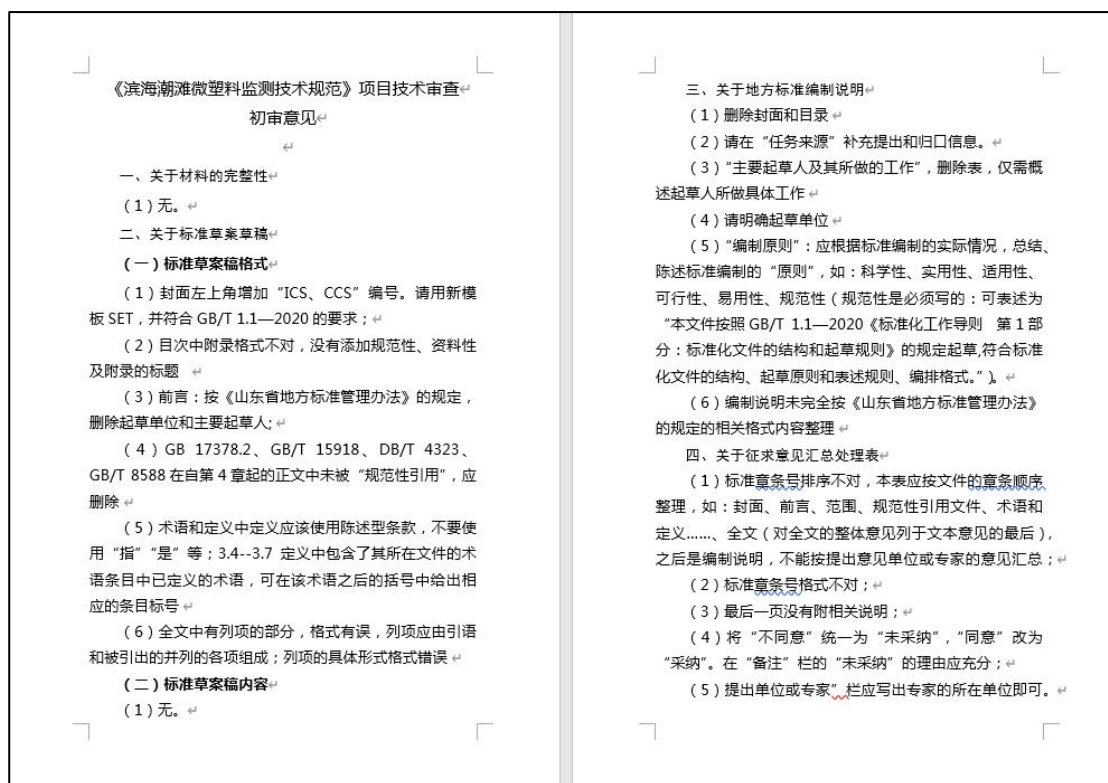 《滨海潮滩微塑料监测技术规范》项目技术审查
初审意见
一、关于材料的完整性
（1）无。
二、关于标准草案草稿
（一）标准草案稿格式
（1）封面左上角增加“ICS、CCS”编号。请用新模
板 SET，并符合 GB/T 1.1—2020 的要求；
（2）目次中附录格式不对，没有添加规范性、资料性
及附录的标题
（3）前言：按《山东省地方标准管理办法》的规定，
删除起草单位和主要起草人;
（4）GB 17378.2、GB/T 15918、DB/T 4323、
GB/T 8588 在自第 4 章起的正文中未被“规范性引用”，应
删除
（5）术语和定义中定义应该使用陈述型条款，不要使
用“指”“是”等；3.4--3.7 定义中包含了其所在文件的术
语条目中已定义的术语，可在该术语之后的括号中给出相
应的条目标号
（6）全文中有列项的部分，格式有误，列项应由引语
和被引出的并列的各项组成；列项的具体形式格式错误
（二）标准草案稿内容
（1）无。
三、关于地方标准编制说明
（1）删除封面和目录
（2）请在“任务来源”补充提出和归口信息。
（3）“主要起草人及其所做的工作”，删除表，仅需概
述起草人所做具体工作
（4）请明确起草单位
（5）“编制原则”：应根据标准编制的实际情况，总结、
陈述标准编制的“原则”，如：科学性、实用性、适用性、
可行性、易用性、规范性（规范性是必须写的：可表述为
“本文件按照 GB/T 1.1—2020《标准化工作导则 第 1 部
分：标准化文件的结构和起草规则》的规定起草,符合标准
化文件的结构、起草原则和表述规则、编排格式。”）。
（6）编制说明未完全按《山东省地方标准管理办法》
的规定的相关格式内容整理
四、关于征求意见汇总处理表
（1）标准章条号排序不对，本表应按文件的章条顺序
整理，如：封面、前言、范围、规范性引用文件、术语和
定义……、全文（对全文的整体意见列于文本意见的最后），
之后是编制说明，不能按提出意见单位或专家的意见汇总；
（2）标准章条号格式不对；
（3）最后一页没有附相关说明；
（4）将“不同意”统一为“未采纳”，“同意”改为
“采纳”。在“备注”栏的“未采纳”的理由应充分；
（5）提出单位或专家”栏应写出专家的所在单位即可。